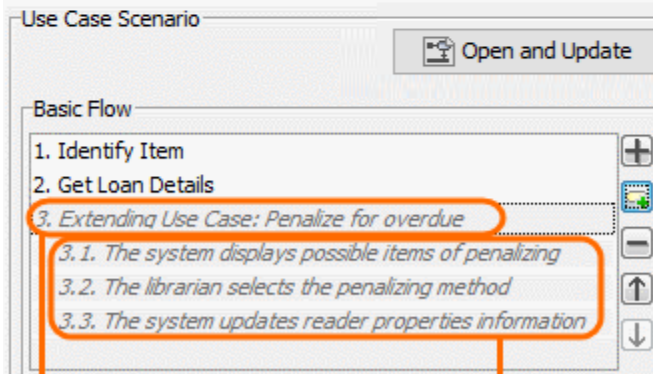 Use Case Scenario
Open and Update
Basic Flow
1. Identify Item
2. Get Loan Details
3. Extending Use Case: Penalize for overdue
3.1. The system displays possible items of penalizing
3.2. The librarian selects the penalizing method
3.3. The system updates reader properties information